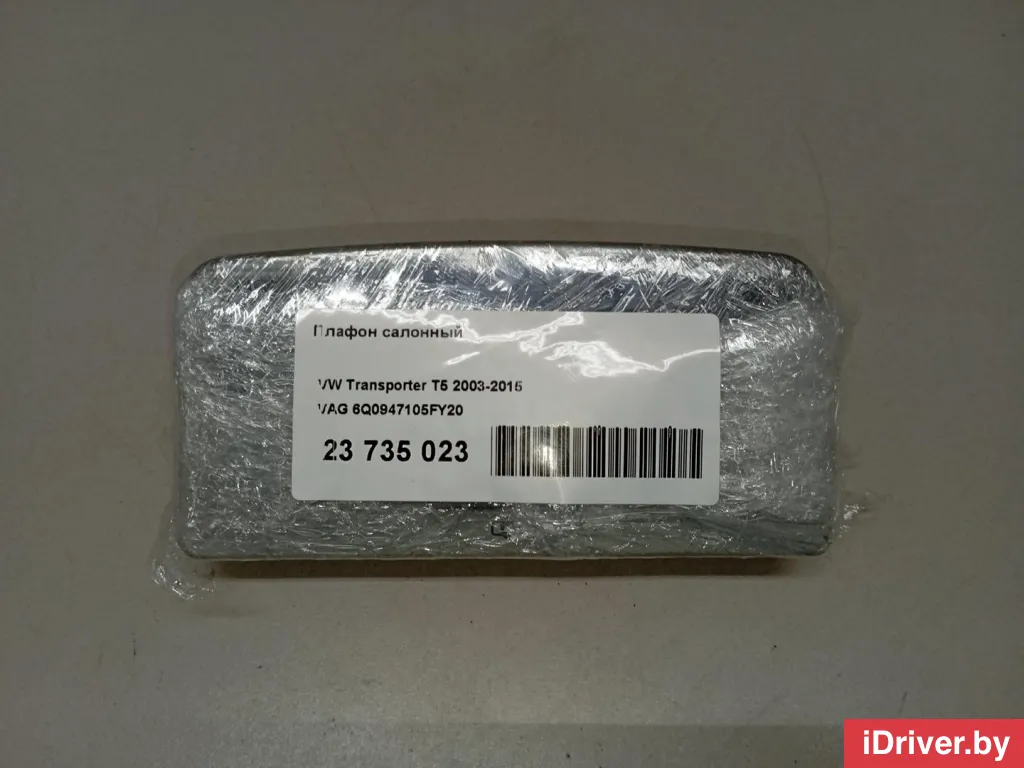 Плафон салонный
VW Transporter T5 2003-2015
VAG 6Q0947105FY20
23 735 023
iDriver.by